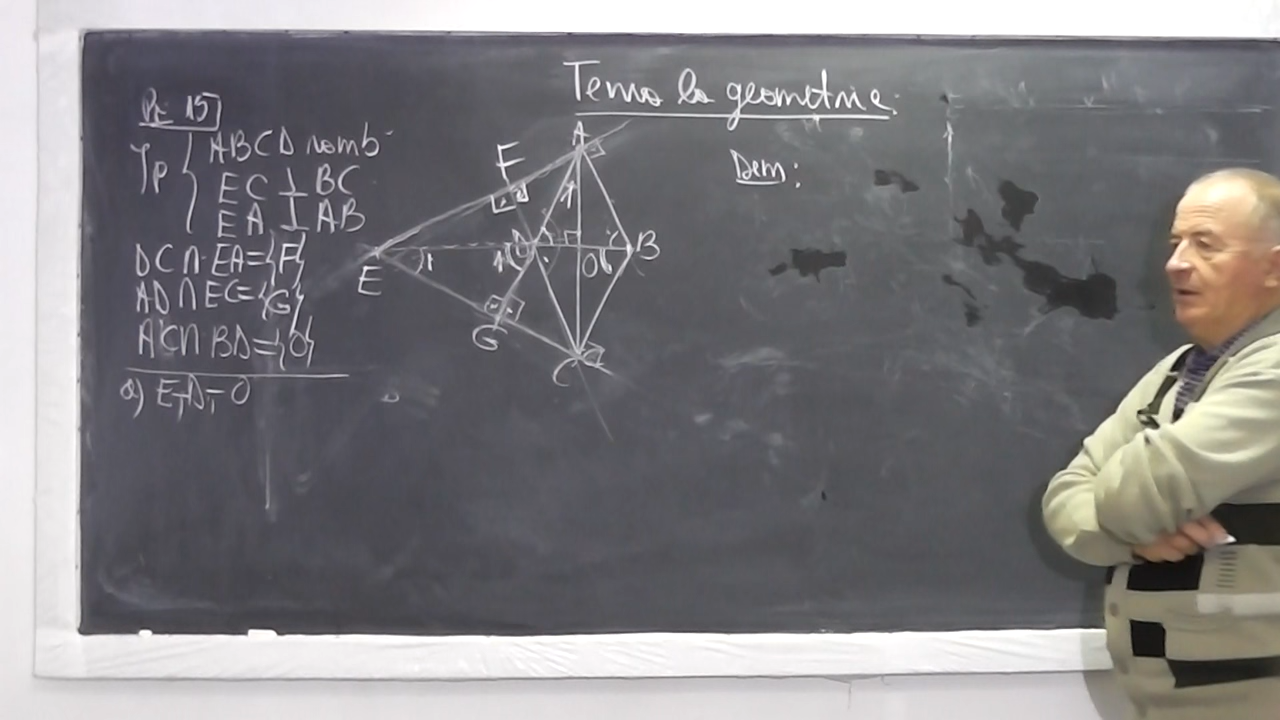 Tema la geometrie:
Pr 15
Ip { ABCD romb
EC ⊥ BC
EA ⊥ AB
DC ∩ EA = {F}
AD ∩ EC = {G}
AC ∩ BD = {O}
a) E, D, O
Dem:
A
F
D
B
E
1
O
G
C